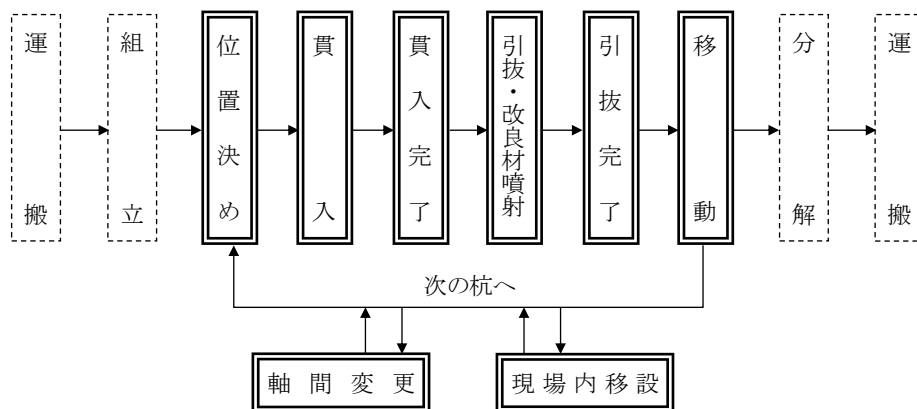 運搬
組立
位置決め
貫入
貫入完了
引抜・改良材噴射
引抜完了
移動
分解
運搬
次の杭へ
軸間変更
現場内移設